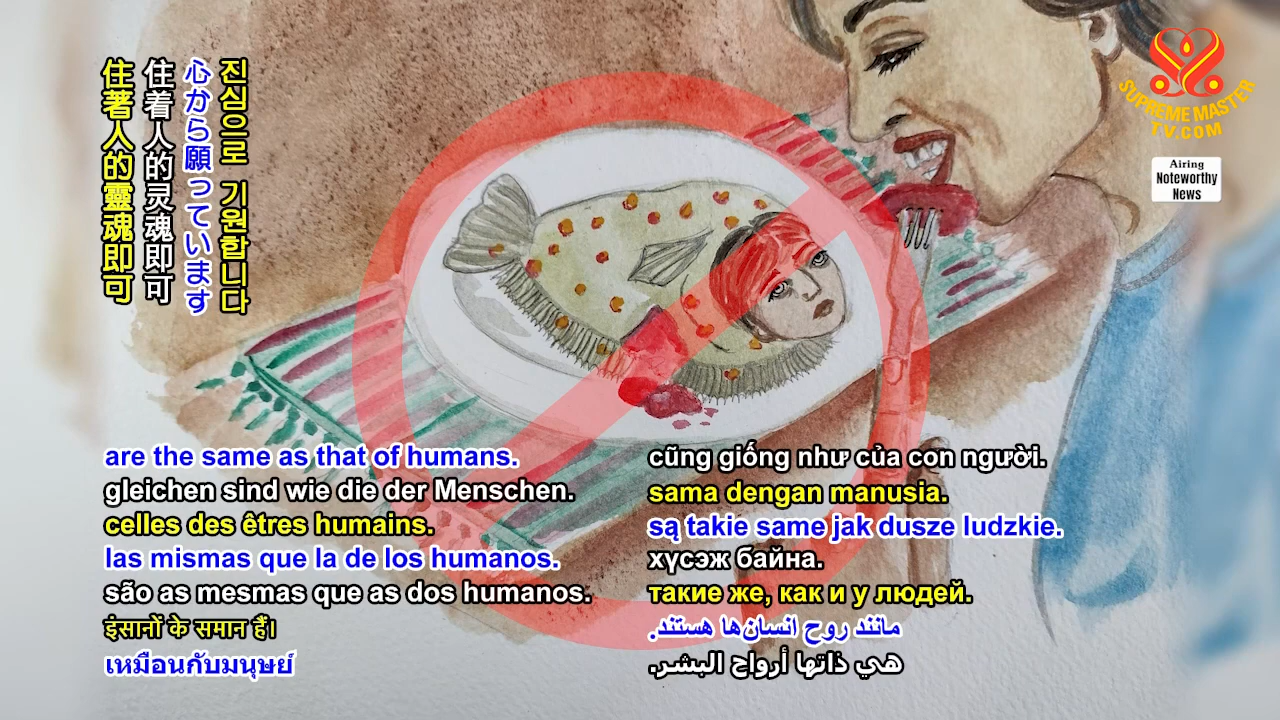 住著人的靈魂即可
住着人的灵魂即可
心から願っています
진심으로 기원합니다
SUPREME MASTER
TV.COM
Airing
Noteworthy
News
are the same as that of humans.
gleichen sind wie die der Menschen.
celles des êtres humains.
las mismas que la de los humanos.
são as mesmas que as dos humanos.
इंसानों के समान हैं।
เหมือนกับมนุษย์
cũng giống như của con người.
sama dengan manusia.
są takie same jak dusze ludzkie.
хүсэж байна.
такие же, как и у людей.
مانند روح انسان‌ها هستند.
هي ذاتها أرواح البشر.